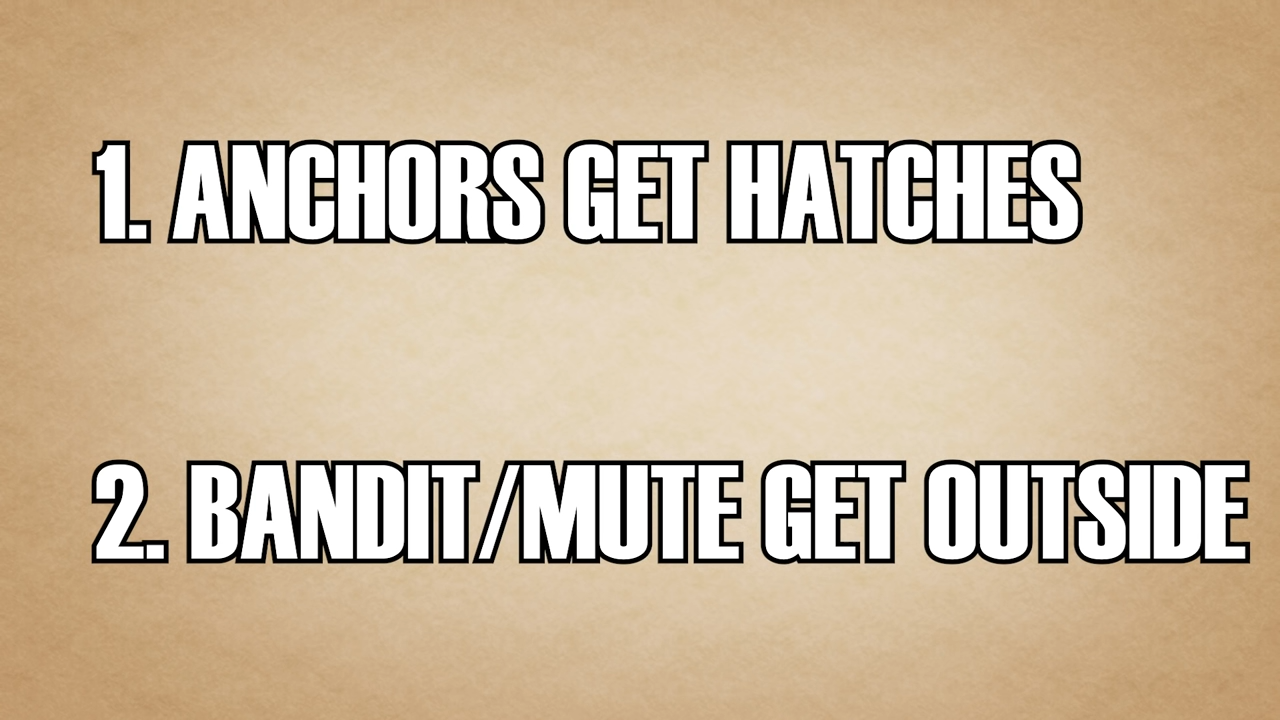 1. ANCHORS GET HATCHES
2. BANDIT/MUTE GET OUTSIDE